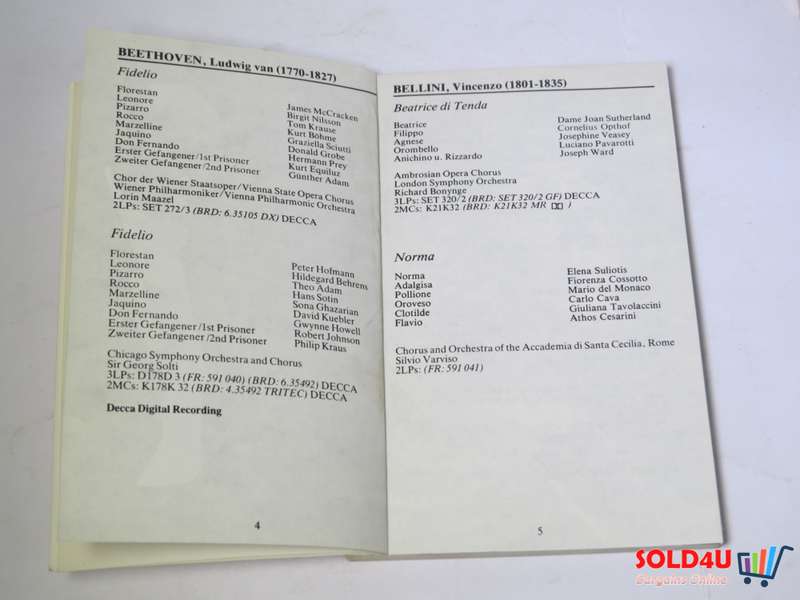 BEETHOVEN, Ludwig van (1770-1827)
Fidelio
Florestan James McCracken
Leonore Birgit Nilsson
Pizarro Tom Krause
Rocco Kurt Böhme
Marzelline Graziella Sciutti
Jaquino Donald Grobe
Don Fernando Hermann Prey
Erster Gefangener/1st Prisoner Kurt Equiluz
Zweiter Gefangener/2nd Prisoner Günther Adam
Chor der Wiener Staatsoper/Vienna State Opera Chorus
Wiener Philharmoniker/Vienna Philharmonic Orchestra
Lorin Maazel
2LPs: SET 272/3 (BRD: 6.35105 DX) DECCA
Fidelio
Florestan Peter Hofmann
Leonore Hildegard Behrens
Pizarro Theo Adam
Rocco Hans Sotin
Marzelline Sona Ghazarian
Jaquino David Kuebler
Don Fernando Gwynne Howell
Erster Gefangener/1st Prisoner Robert Johnson
Zweiter Gefangener/2nd Prisoner Philip Kraus
Chicago Symphony Orchestra and Chorus
Sir Georg Solti
3LPs: D178D 3 (FR: 591 040) (BRD: 6.35492) DECCA
2MCs: K178K 32 (BRD: 4.35492 TRITEC) DECCA
Decca Digital Recording
4
BELLINI, Vincenzo (1801-1835)
Beatrice di Tenda
Beatrice Dame Joan Sutherland
Filippo Cornelius Opthof
Agnese Josephine Veasey
Orombello Luciano Pavarotti
Anichino u. Rizzardo Joseph Ward
Ambrosian Opera Chorus
London Symphony Orchestra
Richard Bonynge
3LPs: SET 320/2 (BRD: SET 320/2 GF) DECCA
2MCs: K21K32 (BRD: K21K32 MR )
Norma
Norma Elena Suliotis
Adalgisa Fiorenza Cossotto
Pollione Mario del Monaco
Oroveso Carlo Cava
Clotilde Giuliana Tavolaccini
Flavio Athos Cesarini
Chorus and Orchestra of the Accademia di Santa Cecilia, Rome
Silvio Varviso
2LPs: (FR: 591 041)
5
SOLD4U
Bargains Online